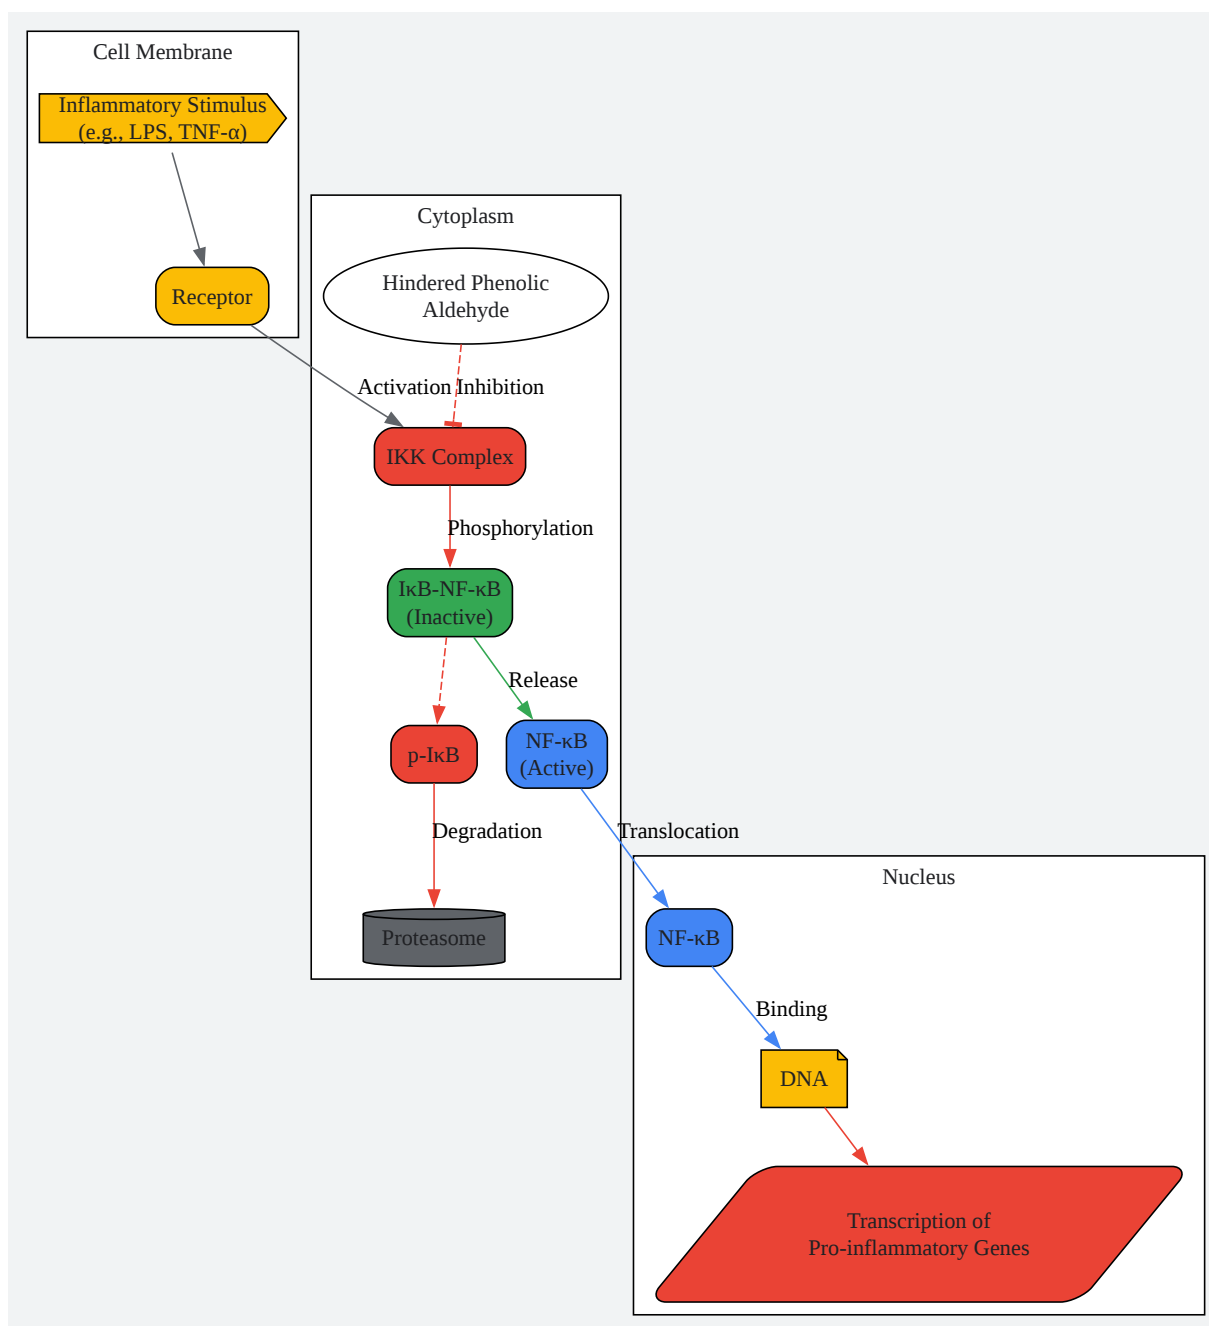 Cell Membrane
Inflammatory Stimulus
(e.g., LPS, TNF-α)
Receptor
Cytoplasm
Hindered Phenolic
Aldehyde
Activation
Inhibition
IKK Complex
Phosphorylation
IκB-NF-κB
(Inactive)
Release
p-IκB
NF-κB
(Active)
Degradation
Translocation
Proteasome
Nucleus
NF-κB
Binding
DNA
Transcription of
Pro-inflammatory Genes